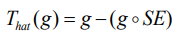 T_hat(g) = g − (g ∘ SE)